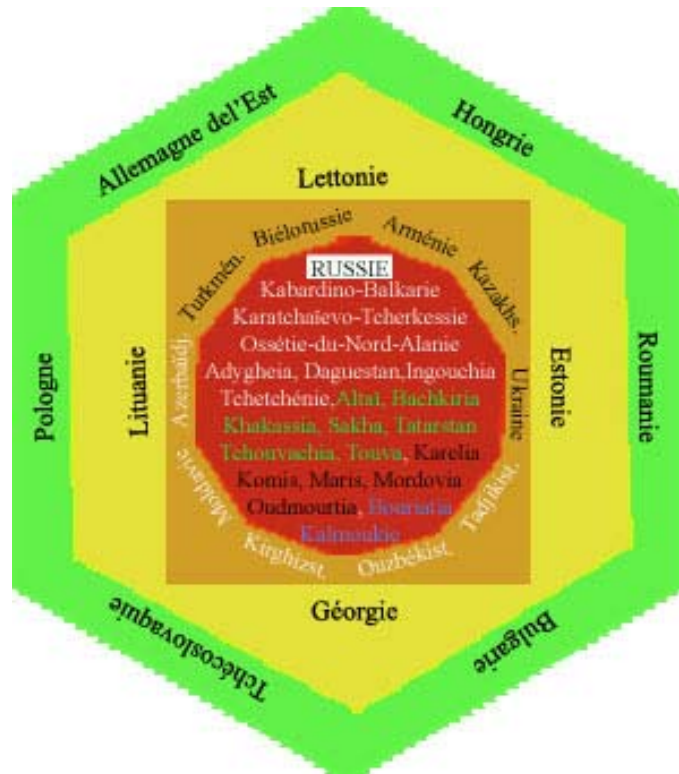 Allemagne del'Est
Hongrie
Lettonie
Biélorussie
Arménie
Turkmén.
Kazakhs.
RUSSIE
Kabardino-Balkarie
Karatchaïevo-Tcherkessie
Ossétie-du-Nord-Alanie
Adygheia, Daguestan,Ingouchia
Tchetchénie,Altaï, Bachkiria
Khakassia, Sakha, Tatarstan
Tchouvachia, Touva, Karelia
Komis, Maris, Mordovia
Oudmourtia, Bouriatia
Kalmoukie
Pologne
Lituanie
Azerbaïdj.
Ukraine
Estonie
Roumanie
Moldavie
Tadjikist.
Kirghizst.
Ouzbékist.
Géorgie
Tchécoslovaquie
Bulgarie